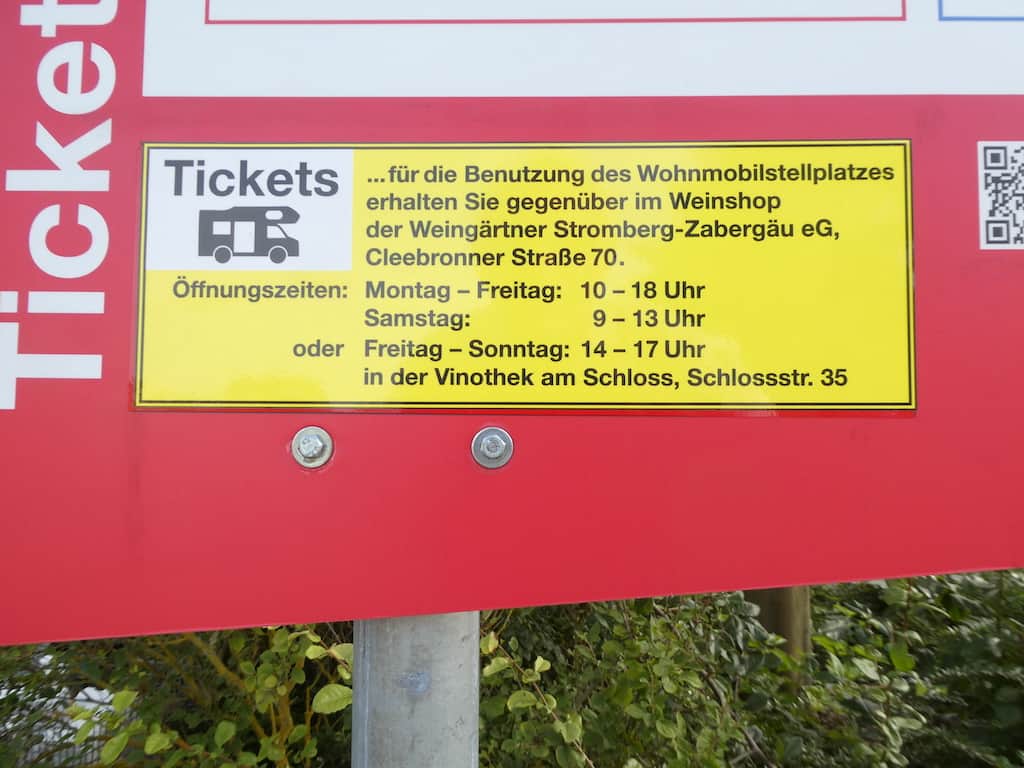 Ticket
Tickets
...für die Benutzung des Wohnmobilstellplatzes
erhalten Sie gegenüber im Weinshop
der Weingärtner Stromberg-Zabergäu eG,
Cleebronner Straße 70.
Öffnungszeiten: Montag – Freitag: 10 – 18 Uhr
Samstag: 9 – 13 Uhr
oder Freitag – Sonntag: 14 – 17 Uhr
in der Vinothek am Schloss, Schlossstr. 35